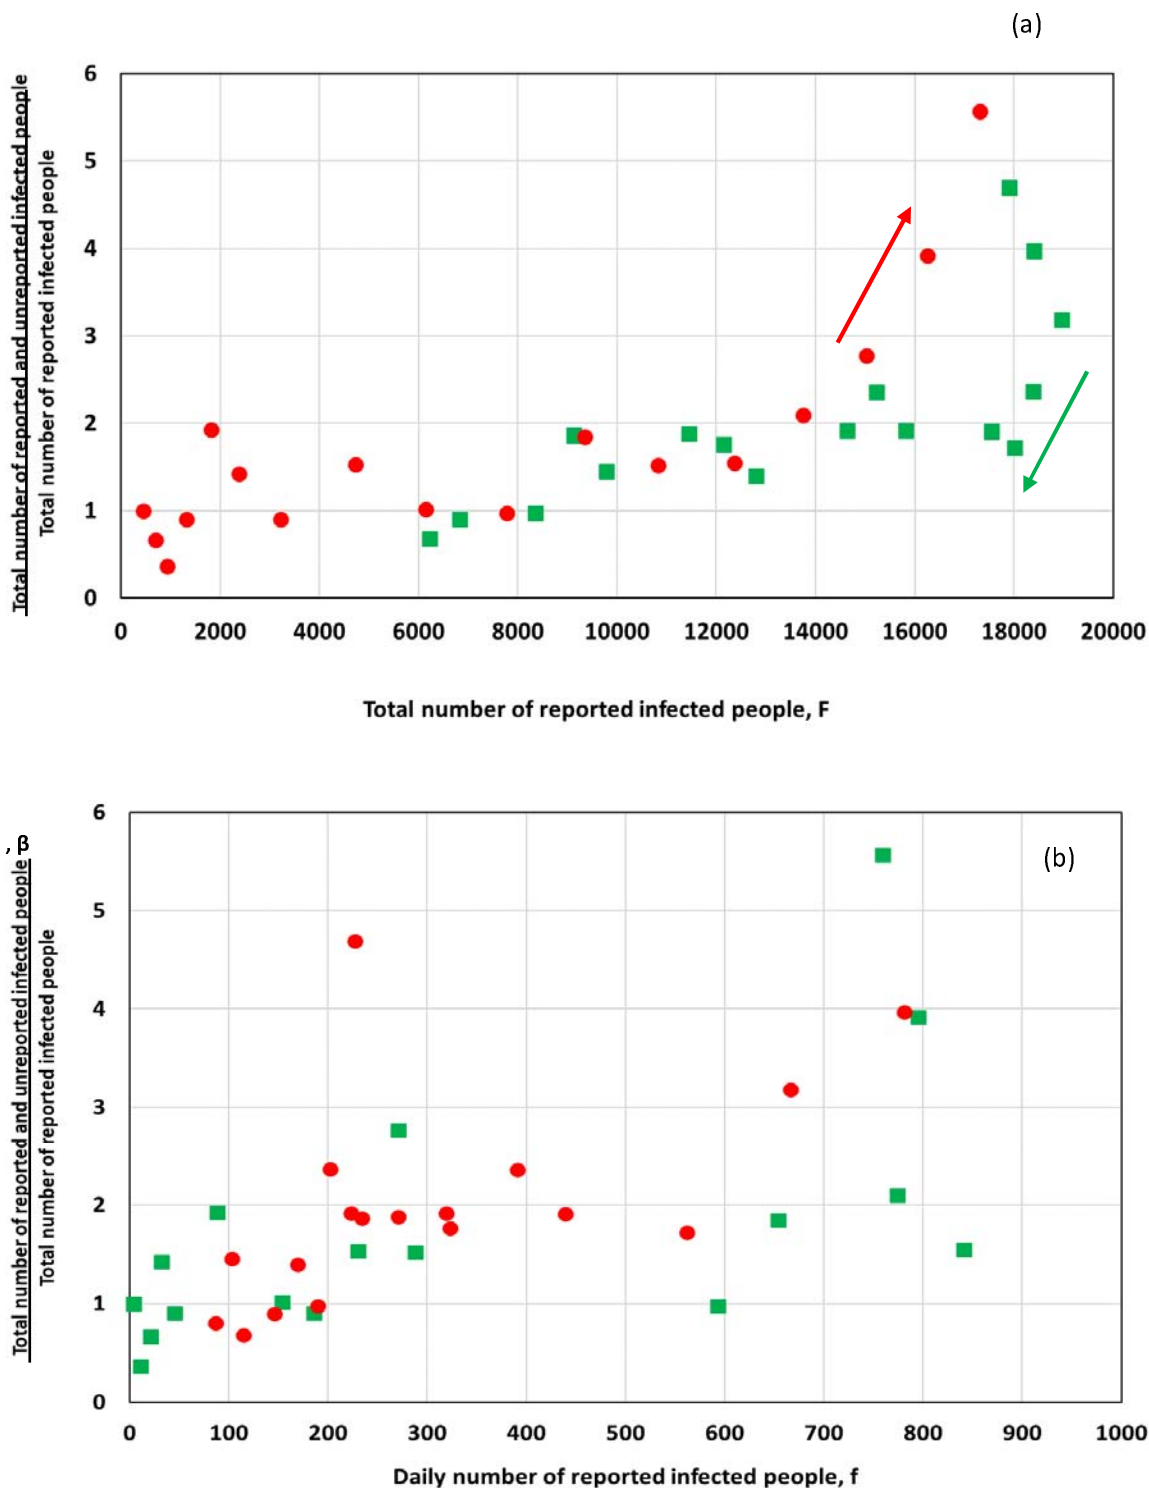 (a)
Total number of reported and unreported infected people
Total number of reported infected people
6
5
4
3
2
1
0
0 2000 4000 6000 8000 10000 12000 14000 16000 18000 20000
Total number of reported infected people, F
, β
Total number of reported and unreported infected people
Total number of reported infected people
(b)
6
5
4
3
2
1
0
0 100 200 300 400 500 600 700 800 900 1000
Daily number of reported infected people, f